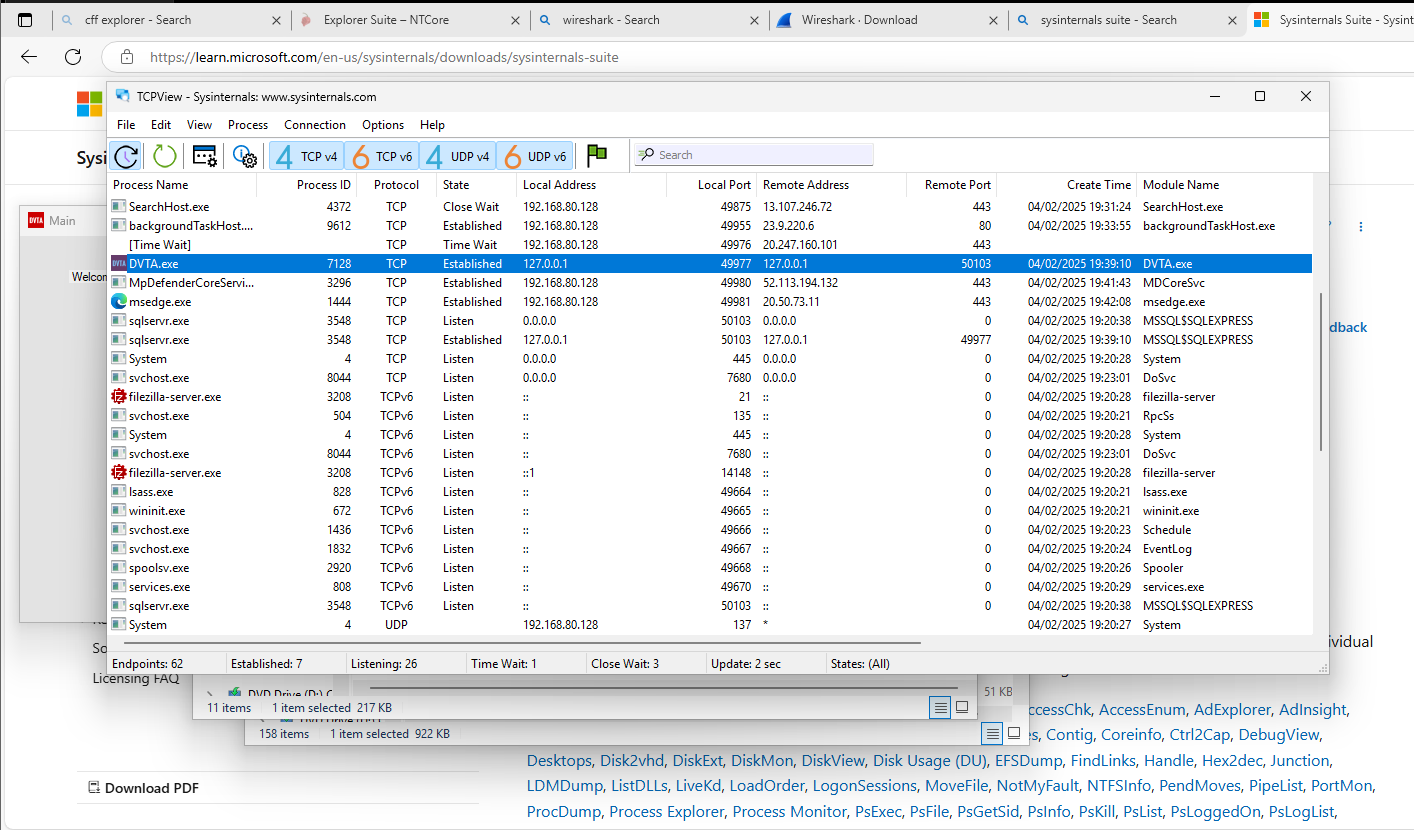 cff explorer - Search
Explorer Suite – NTCore
wireshark - Search
Wireshark · Download
sysinternals suite - Search
Sysinternals Suite - Sysint
https://learn.microsoft.com/en-us/sysinternals/downloads/sysinternals-suite
TCPView - Sysinternals: www.sysinternals.com
File Edit View Process Connection Options Help
4 TCP v4 6 TCP v6 4 UDP v4 6 UDP v6 Search
Process Name Process ID Protocol State Local Address Local Port Remote Address Remote Port Create Time Module Name
SearchHost.exe 4372 TCP Close Wait 192.168.80.128 49875 13.107.246.72 443 04/02/2025 19:31:24 SearchHost.exe
backgroundTaskHost.... 9612 TCP Established 192.168.80.128 49955 23.9.220.6 80 04/02/2025 19:33:55 backgroundTaskHost.exe
[Time Wait] TCP Time Wait 192.168.80.128 49976 20.247.160.101 443
DVTA DVTA.exe 7128 TCP Established 127.0.0.1 49977 127.0.0.1 50103 04/02/2025 19:39:10 DVTA.exe
MpDefenderCoreServi... 3296 TCP Established 192.168.80.128 49980 52.113.194.132 443 04/02/2025 19:41:43 MDCoreSvc
msedge.exe 1444 TCP Established 192.168.80.128 49981 20.50.73.11 443 04/02/2025 19:42:08 msedge.exe
sqlservr.exe 3548 TCP Listen 0.0.0.0 50103 0.0.0.0 0 04/02/2025 19:20:38 MSSQL$SQLEXPRESS
sqlservr.exe 3548 TCP Established 127.0.0.1 50103 127.0.0.1 49977 04/02/2025 19:39:10 MSSQL$SQLEXPRESS
System 4 TCP Listen 0.0.0.0 445 0.0.0.0 0 04/02/2025 19:20:28 System
svchost.exe 8044 TCP Listen 0.0.0.0 7680 0.0.0.0 0 04/02/2025 19:23:01 DoSvc
filezilla-server.exe 3208 TCPv6 Listen :: 21 :: 0 04/02/2025 19:20:28 filezilla-server
svchost.exe 504 TCPv6 Listen :: 135 :: 0 04/02/2025 19:20:21 RpcSs
System 4 TCPv6 Listen :: 445 :: 0 04/02/2025 19:20:28 System
svchost.exe 8044 TCPv6 Listen :: 7680 :: 0 04/02/2025 19:23:01 DoSvc
filezilla-server.exe 3208 TCPv6 Listen ::1 14148 :: 0 04/02/2025 19:20:28 filezilla-server
lsass.exe 828 TCPv6 Listen :: 49664 :: 0 04/02/2025 19:20:21 lsass.exe
wininit.exe 672 TCPv6 Listen :: 49665 :: 0 04/02/2025 19:20:21 wininit.exe
svchost.exe 1436 TCPv6 Listen :: 49666 :: 0 04/02/2025 19:20:23 Schedule
svchost.exe 1832 TCPv6 Listen :: 49667 :: 0 04/02/2025 19:20:24 EventLog
spoolsv.exe 2920 TCPv6 Listen :: 49668 :: 0 04/02/2025 19:20:26 Spooler
services.exe 808 TCPv6 Listen :: 49670 :: 0 04/02/2025 19:20:29 services.exe
sqlservr.exe 3548 TCPv6 Listen :: 50103 :: 0 04/02/2025 19:20:38 MSSQL$SQLEXPRESS
System 4 UDP 192.168.80.128 137 * 04/02/2025 19:20:27 System
Endpoints: 62 Established: 7 Listening: 26 Time Wait: 1 Close Wait: 3 Update: 2 sec States: (All)
Sysi
DVTA Main
Welcom
dback
So
ividual
Licensing FAQ
DVD Drive (D:) C
51 KB
11 items 1 item selected 217 KB
158 items 1 item selected 922 KB
ccessChk, AccessEnum, AdExplorer, AdInsight,
s, Contig, Coreinfo, Ctrl2Cap, DebugView,
Desktops, Disk2vhd, DiskExt, DiskMon, DiskView, Disk Usage (DU), EFSDump, FindLinks, Handle, Hex2dec, Junction,
LDMDump, ListDLLs, LiveKd, LoadOrder, LogonSessions, MoveFile, NotMyFault, NTFSInfo, PendMoves, PipeList, PortMon,
ProcDump, Process Explorer, Process Monitor, PsExec, PsFile, PsGetSid, PsInfo, PsKill, PsList, PsLoggedOn, PsLogList,
Download PDF